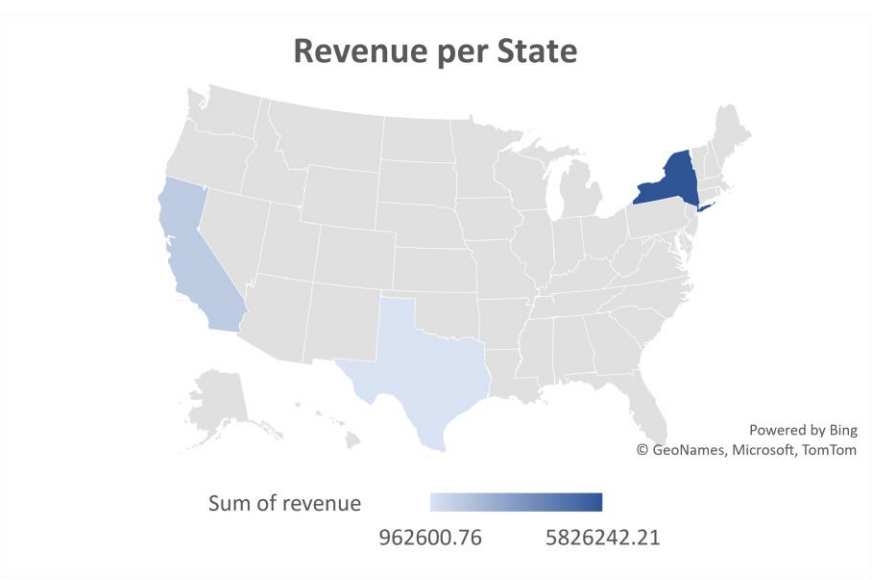 Revenue per State
Powered by Bing
© GeoNames, Microsoft, TomTom
Sum of revenue
962600.76 5826242.21